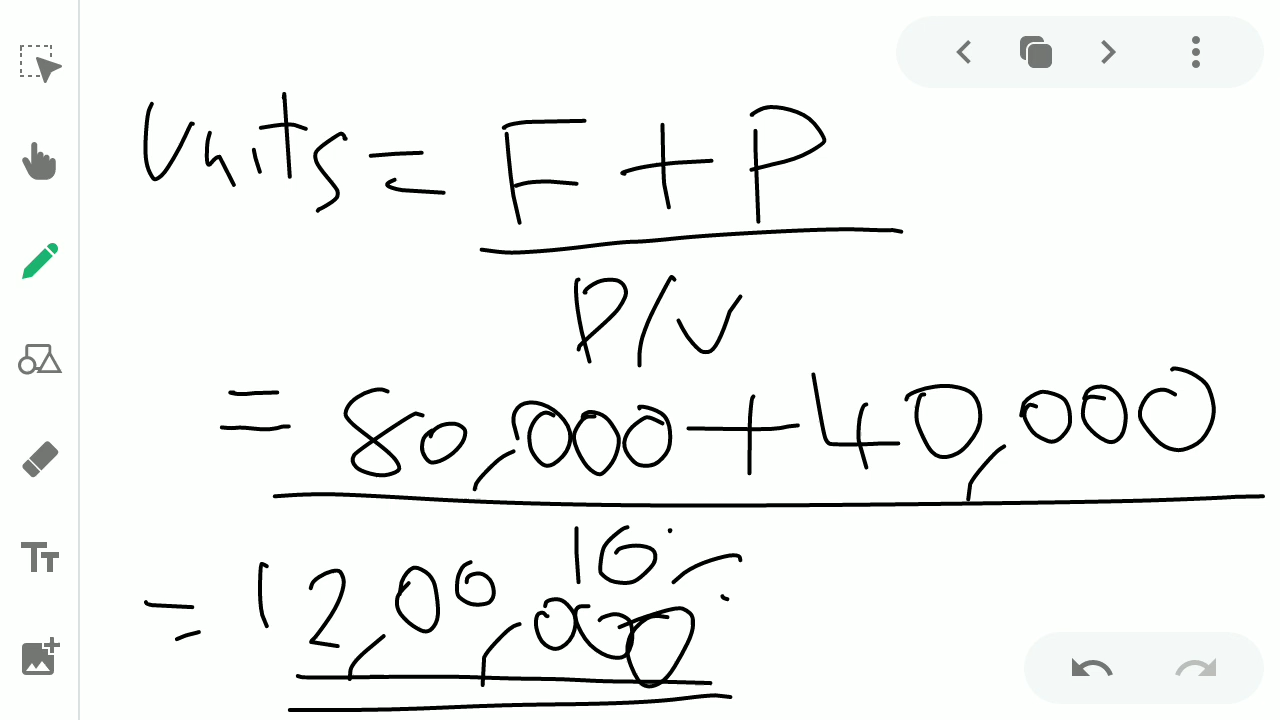 Units = F + P
P/V
= 80,000 + 40,000
16%
= 12,00,000